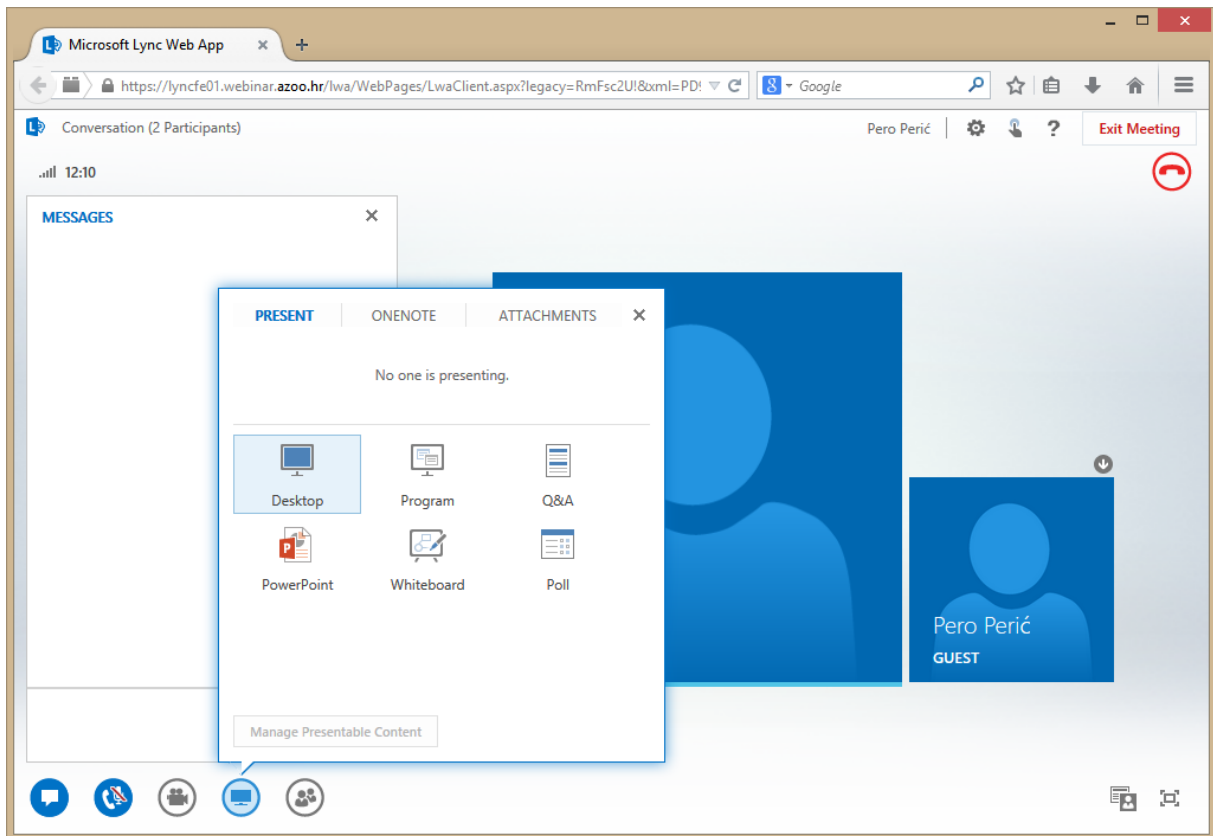 Microsoft Lync Web App
https://lyncfe01.webinar.azoo.hr/lwa/WebPages/LwaClient.aspx?legacy=RmFsc2U!&xml=PD!
8 Google
Conversation (2 Participants)
Pero Perić
?
Exit Meeting
12:10
MESSAGES
PRESENT
ONENOTE
ATTACHMENTS
No one is presenting.
Desktop
Program
Q&A
PowerPoint
Whiteboard
Poll
Pero Perić
GUEST
Manage Presentable Content